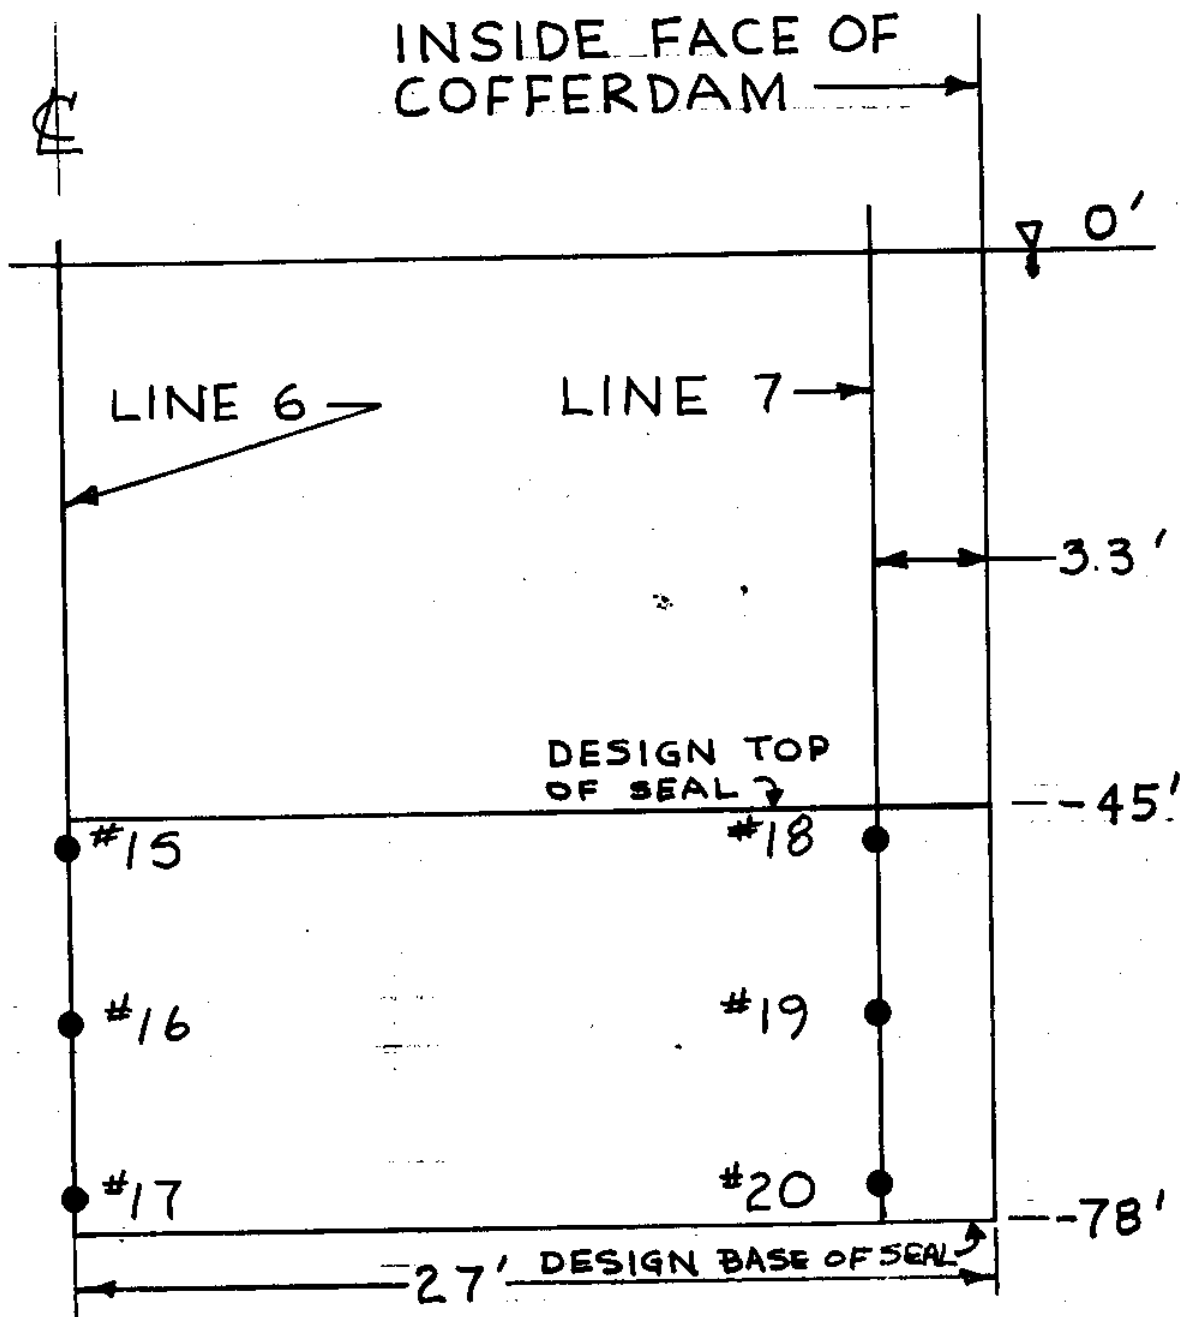 INSIDE FACE OF
COFFERDAM
℄
0'
LINE 6
LINE 7
3.3'
DESIGN TOP
OF SEAL
-45'
#15
#18
#16
#19
#17
#20
-78'
DESIGN BASE OF SEAL
27'